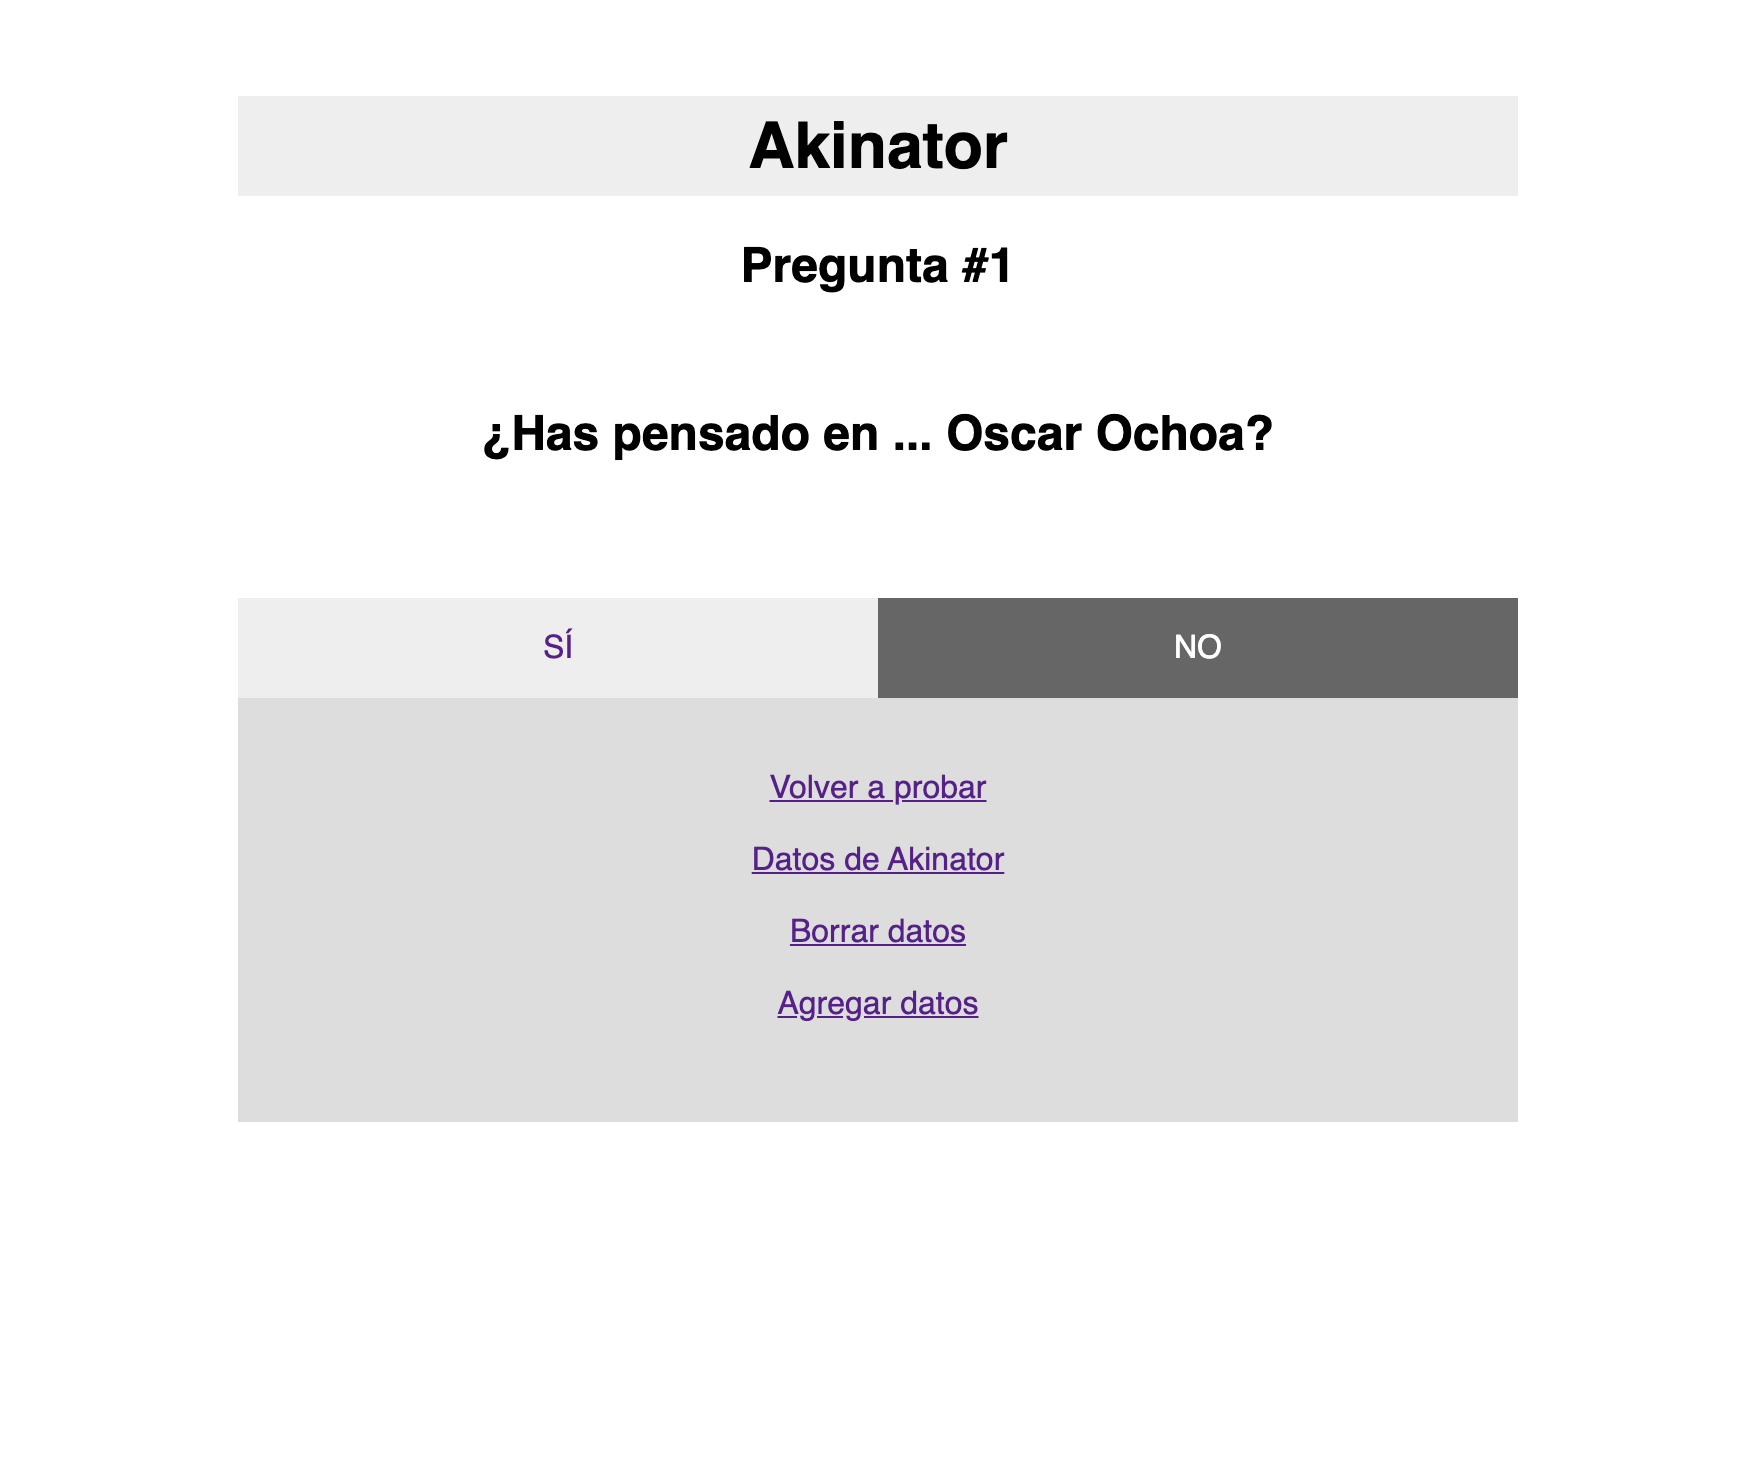 Akinator
Pregunta #1
¿Has pensado en ... Oscar Ochoa?
SÍ
NO
Volver a probar
Datos de Akinator
Borrar datos
Agregar datos